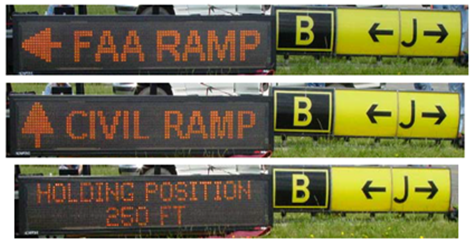 ← FAA RAMP B ← J →
↑ CIVIL RAMP B ← J →
HOLDING POSITION
250 FT
B ← J →